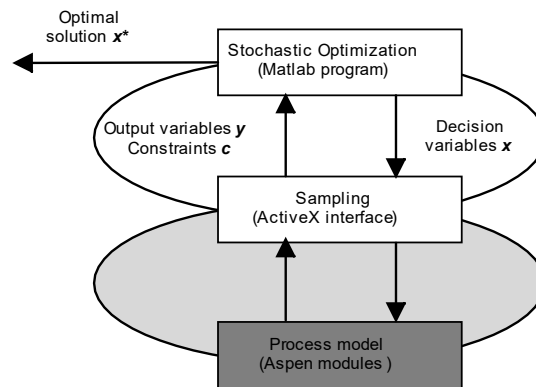 Optimal
solution x*
Stochastic Optimization
(Matlab program)
Output variables y
Constraints c
Decision
variables x
Sampling
(ActiveX interface)
Process model
(Aspen modules )